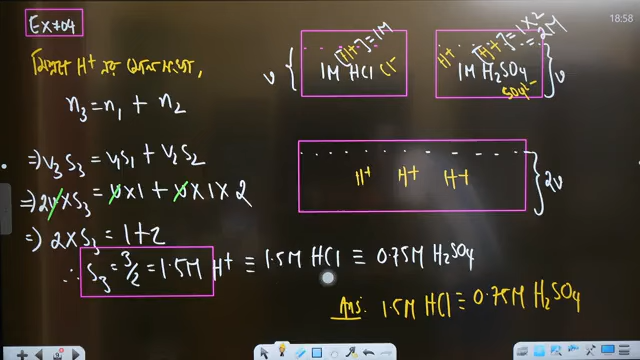 18:58
Ex > 04
মিশ্রণে H⁺ এর মোল সংখ্যা,
n₃ = n₁ + n₂
⇒ V₃S₃ = V₁S₁ + V₂S₂
⇒ 2v × S₃ = v × 1 + v × 1 × 2
⇒ 2 × S₃ = 1 + 2
∴ S₃ = 3/2 = 1.5M H⁺ ≡ 1.5M HCl ≡ 0.75M H₂SO₄
Ans: 1.5M HCl ≡ 0.75M H₂SO₄
[H⁺] = 1M
v
1M HCl Cl⁻
H⁺ [H⁺] = 1×2 = 2M
1M H₂SO₄
SO₄²⁻
v
H⁺ H⁺ H⁺
2v